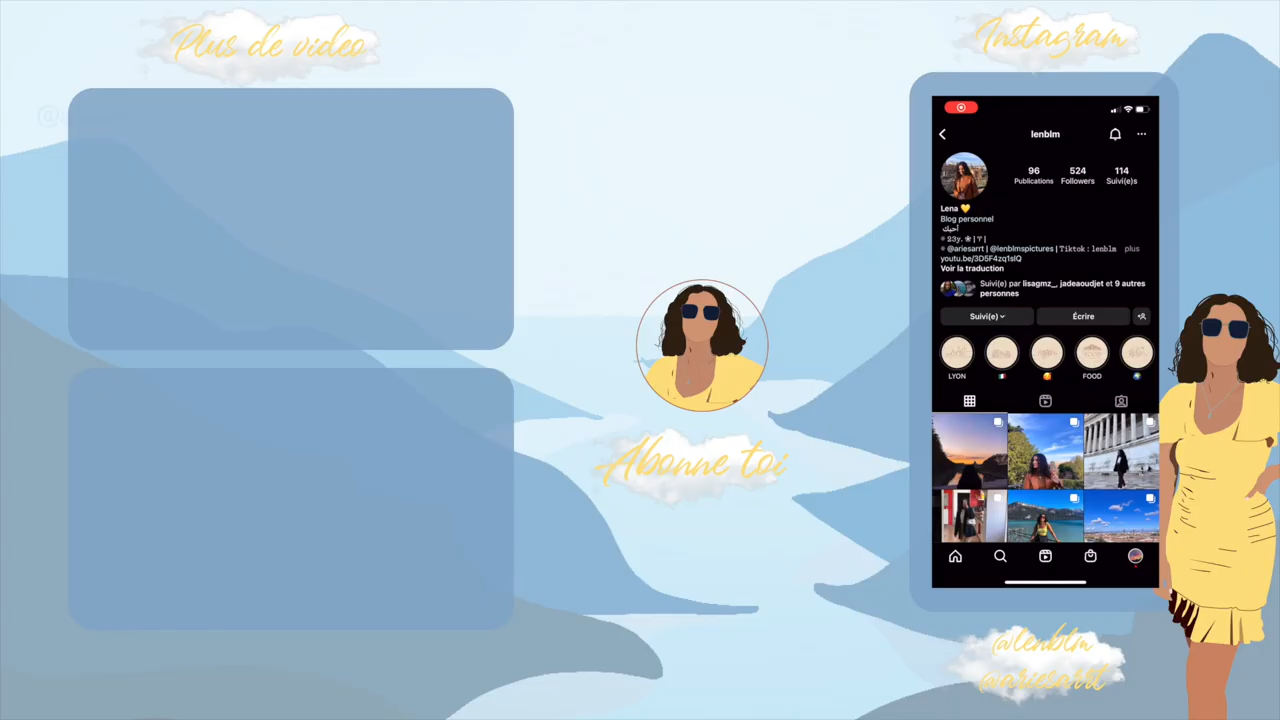 Plus de video
Instagram
lenblm
96
524
114
Publications
Followers
Suivi(e)s
Lena 💛
Blog personnel
أحبك
23y. ❀ | ♈ |
@ariesarrt | @lenblmspictures | Tiktok : lenblm plus
youtu.be/3D5F4zq1slQ
Voir la traduction
Suivi(e) par lisagmz_, jadeaoudjet et 9 autres
personnes
Suivi(e)
Écrire
LYON
FOOD
Abonne toi
@lenblm
@ariesarrt